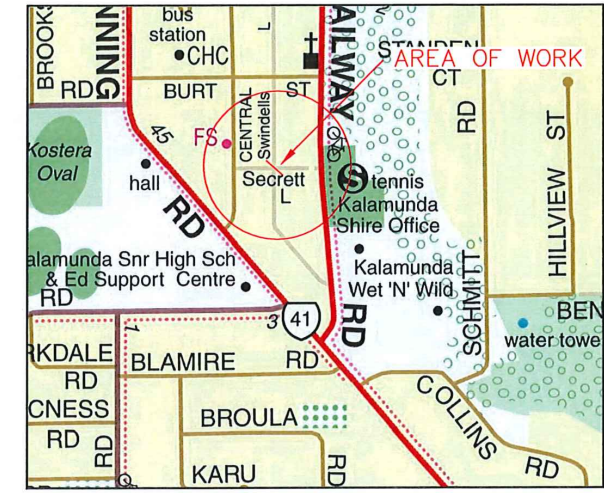 BROOKS
RD
NNING
bus
station
CHC
L
AILWAY
STANDEN
CT
AREA OF WORK
BURT ST
RD
HILLVIEW ST
45
FS
CENTRAL
Swindells
Kostera
Oval
hall
Secrett
L
S
tennis
Kalamunda
Shire Office
RD
alamunda Snr High Sch
& Ed Support Centre
RD
Kalamunda
Wet 'N' Wild
SCHMITT
BEN
water towe
41
3
1
RD
RKDALE
RD
BLAMIRE RD
CNESS
RD
RD
BROULA
COLLINS
RD
KARU
RD